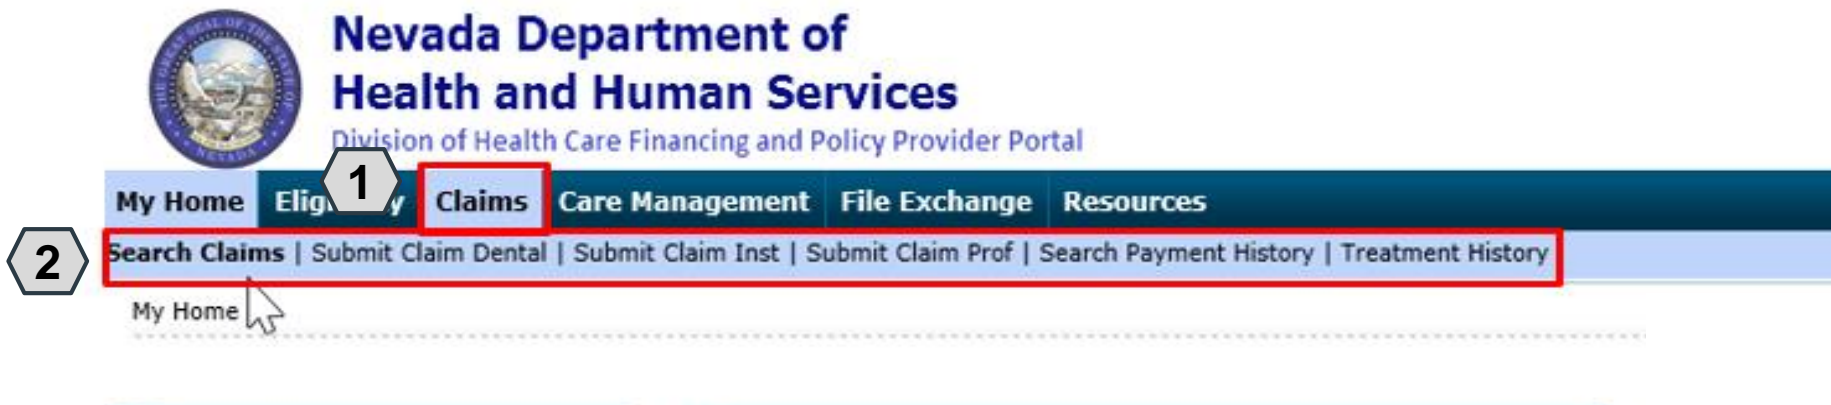 Nevada Department of
Health and Human Services
Division of Health Care Financing and Policy Provider Portal
1
My Home Claims Care Management File Exchange Resources
2
Search Claims | Submit Claim Dental | Submit Claim Inst | Submit Claim Prof | Search Payment History | Treatment History
My Home